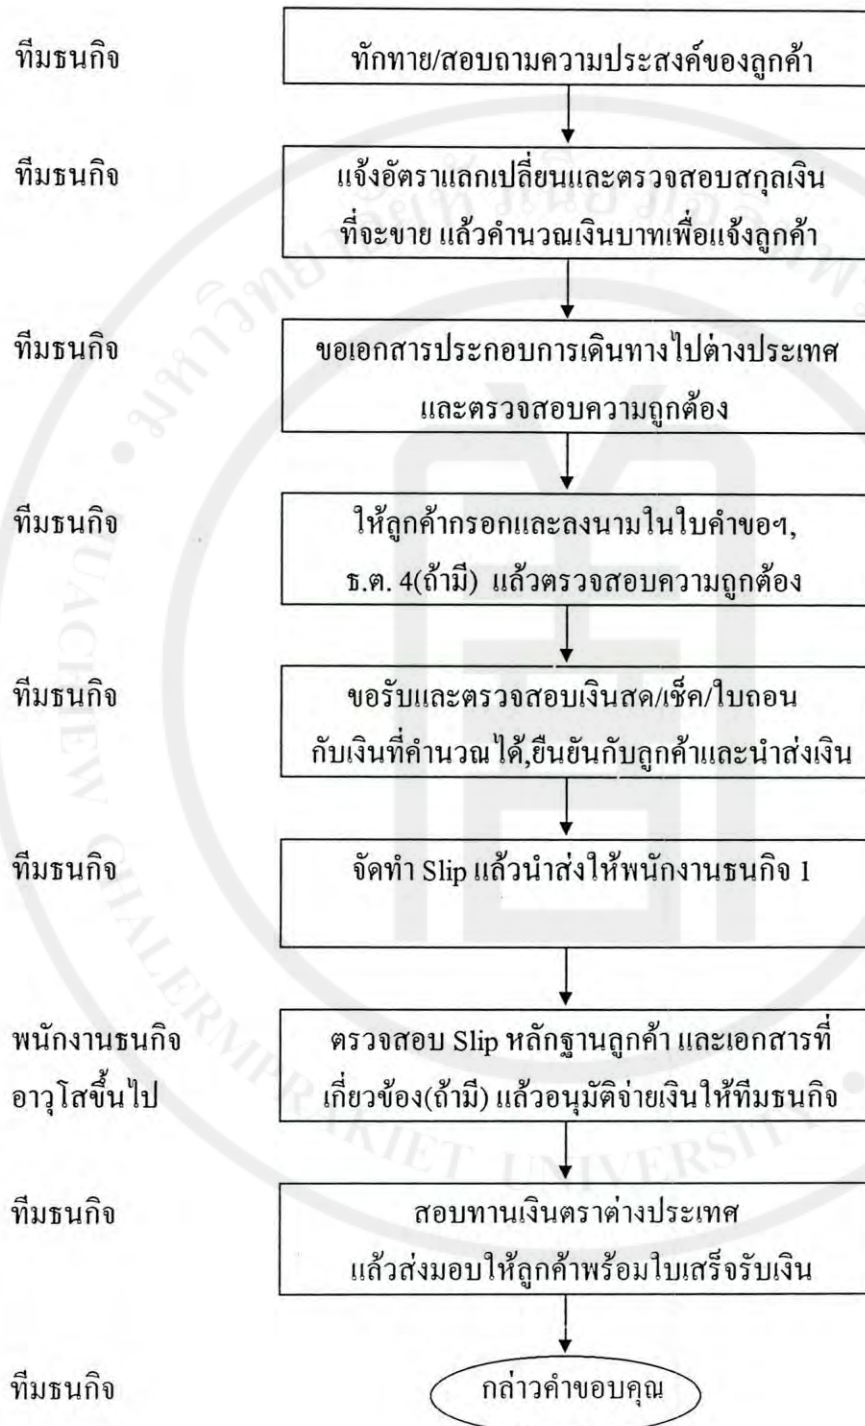 ทีมธนกิจ
ทักทาย/สอบถามความประสงค์ของลูกค้า
ทีมธนกิจ
แจ้งอัตราแลกเปลี่ยนและตรวจสอบสกุลเงิน
ที่จะขาย แล้วคำนวณเงินบาทเพื่อแจ้งลูกค้า
ทีมธนกิจ
ขอเอกสารประกอบการเดินทางไปต่างประเทศ
และตรวจสอบความถูกต้อง
ทีมธนกิจ
ให้ลูกค้ากรอกและลงนามในใบคำขอฯ,
ธ.ต. 4(ถ้ามี) แล้วตรวจสอบความถูกต้อง
ทีมธนกิจ
ขอรับและตรวจสอบเงินสด/เช็ค/ใบถอน
กับเงินที่คำนวณได้,ยืนยันกับลูกค้าและนำส่งเงิน
ทีมธนกิจ
จัดทำ Slip แล้วนำส่งให้พนักงานธนกิจ 1
พนักงานธนกิจ
อาวุโสขึ้นไป
ตรวจสอบ Slip หลักฐานลูกค้า และเอกสารที่
เกี่ยวข้อง(ถ้ามี) แล้วอนุมัติจ่ายเงินให้ทีมธนกิจ
ทีมธนกิจ
สอบทานเงินตราต่างประเทศ
แล้วส่งมอบให้ลูกค้าพร้อมใบเสร็จรับเงิน
ทีมธนกิจ
กล่าวคำขอบคุณ
HUACHIEW CHALERMPRAKIET UNIVERSITY